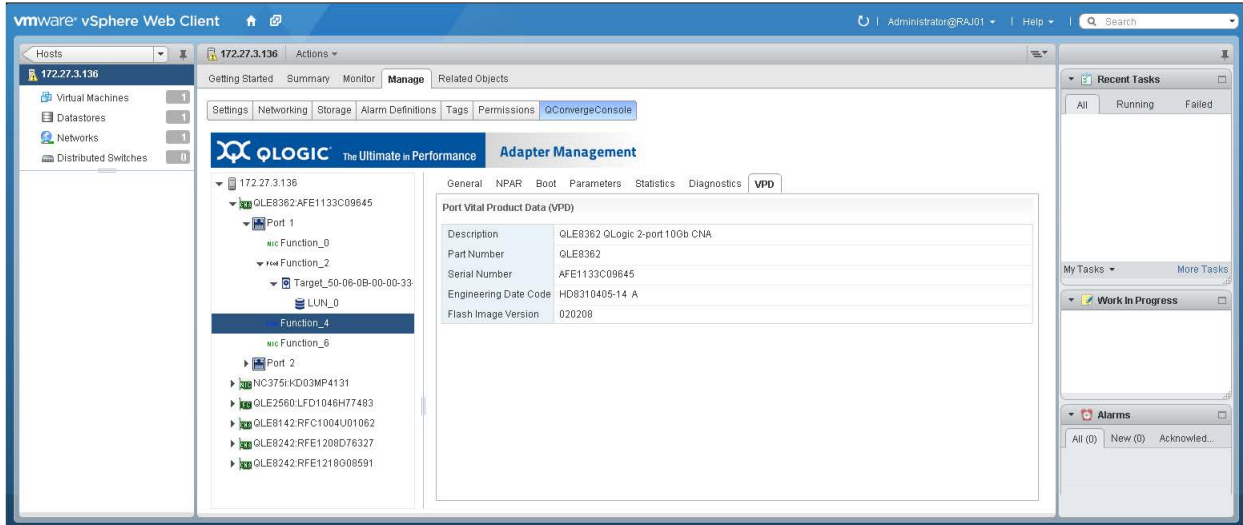 vmware® vSphere Web Client
Administrator@RAJ01 | Help | Search
Hosts
172.27.3.136
Virtual Machines 1
Datastores 1
Networks 1
Distributed Switches 0
172.27.3.136 Actions
Getting Started Summary Monitor Manage Related Objects
Settings Networking Storage Alarm Definitions Tags Permissions QConvergeConsole
QLOGIC The Ultimate in Performance Adapter Management
172.27.3.136
QLE8362:AFE1133C09645
Port 1
NIC Function_0
Function_2
Target_50-06-0B-00-00-33-
LUN_0
Function_4
NIC Function_6
Port 2
NC375i:KD03MP4131
QLE2560:LFD1046H77483
QLE8142:RFC1004U01062
QLE8242:RFE1208D76327
QLE8242:RFE1218G08591
General NPAR Boot Parameters Statistics Diagnostics VPD
Port Vital Product Data (VPD)
Description QLE8362 QLogic 2-port 10Gb CNA
Part Number QLE8362
Serial Number AFE1133C09645
Engineering Date Code HD8310405-14 A
Flash Image Version 020208
Recent Tasks
All Running Failed
My Tasks More Tasks
Work In Progress
Alarms
All (0) New (0) Acknowled...